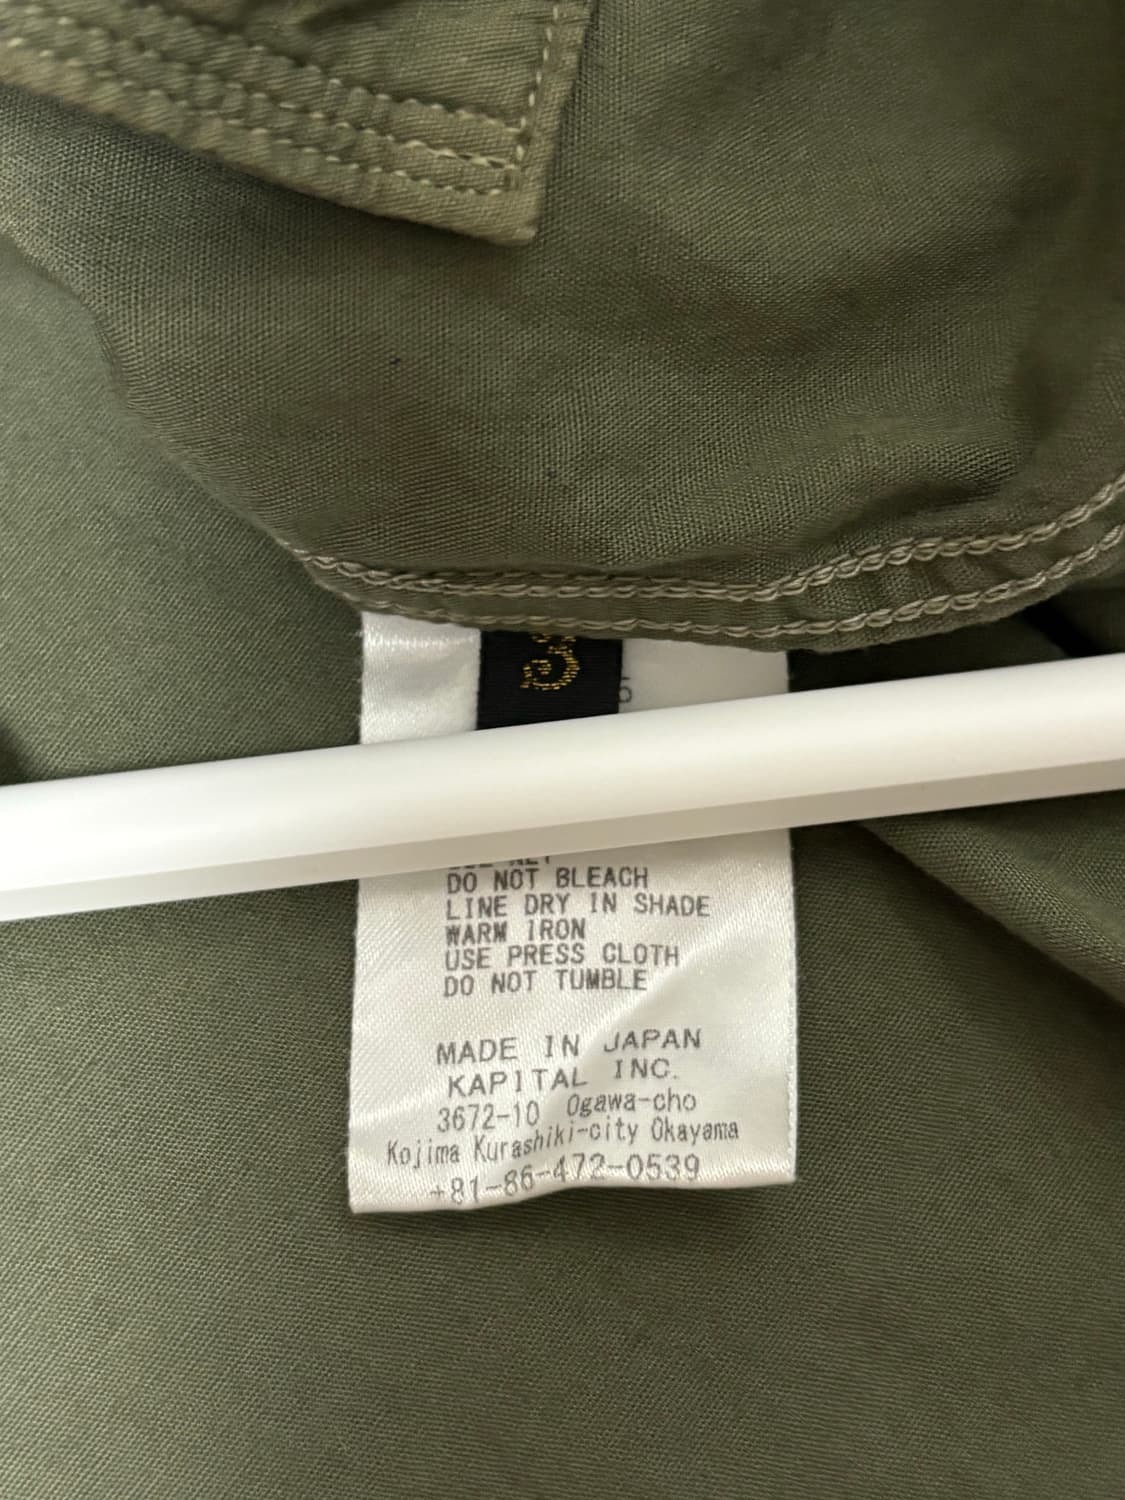 3
DO NOT BLEACH
LINE DRY IN SHADE
WARM IRON
USE PRESS CLOTH
DO NOT TUMBLE
MADE IN JAPAN
KAPITAL INC.
3672-10 Ogawa-cho
Kojima Kurashiki-city Okayama
+81-86-472-0539